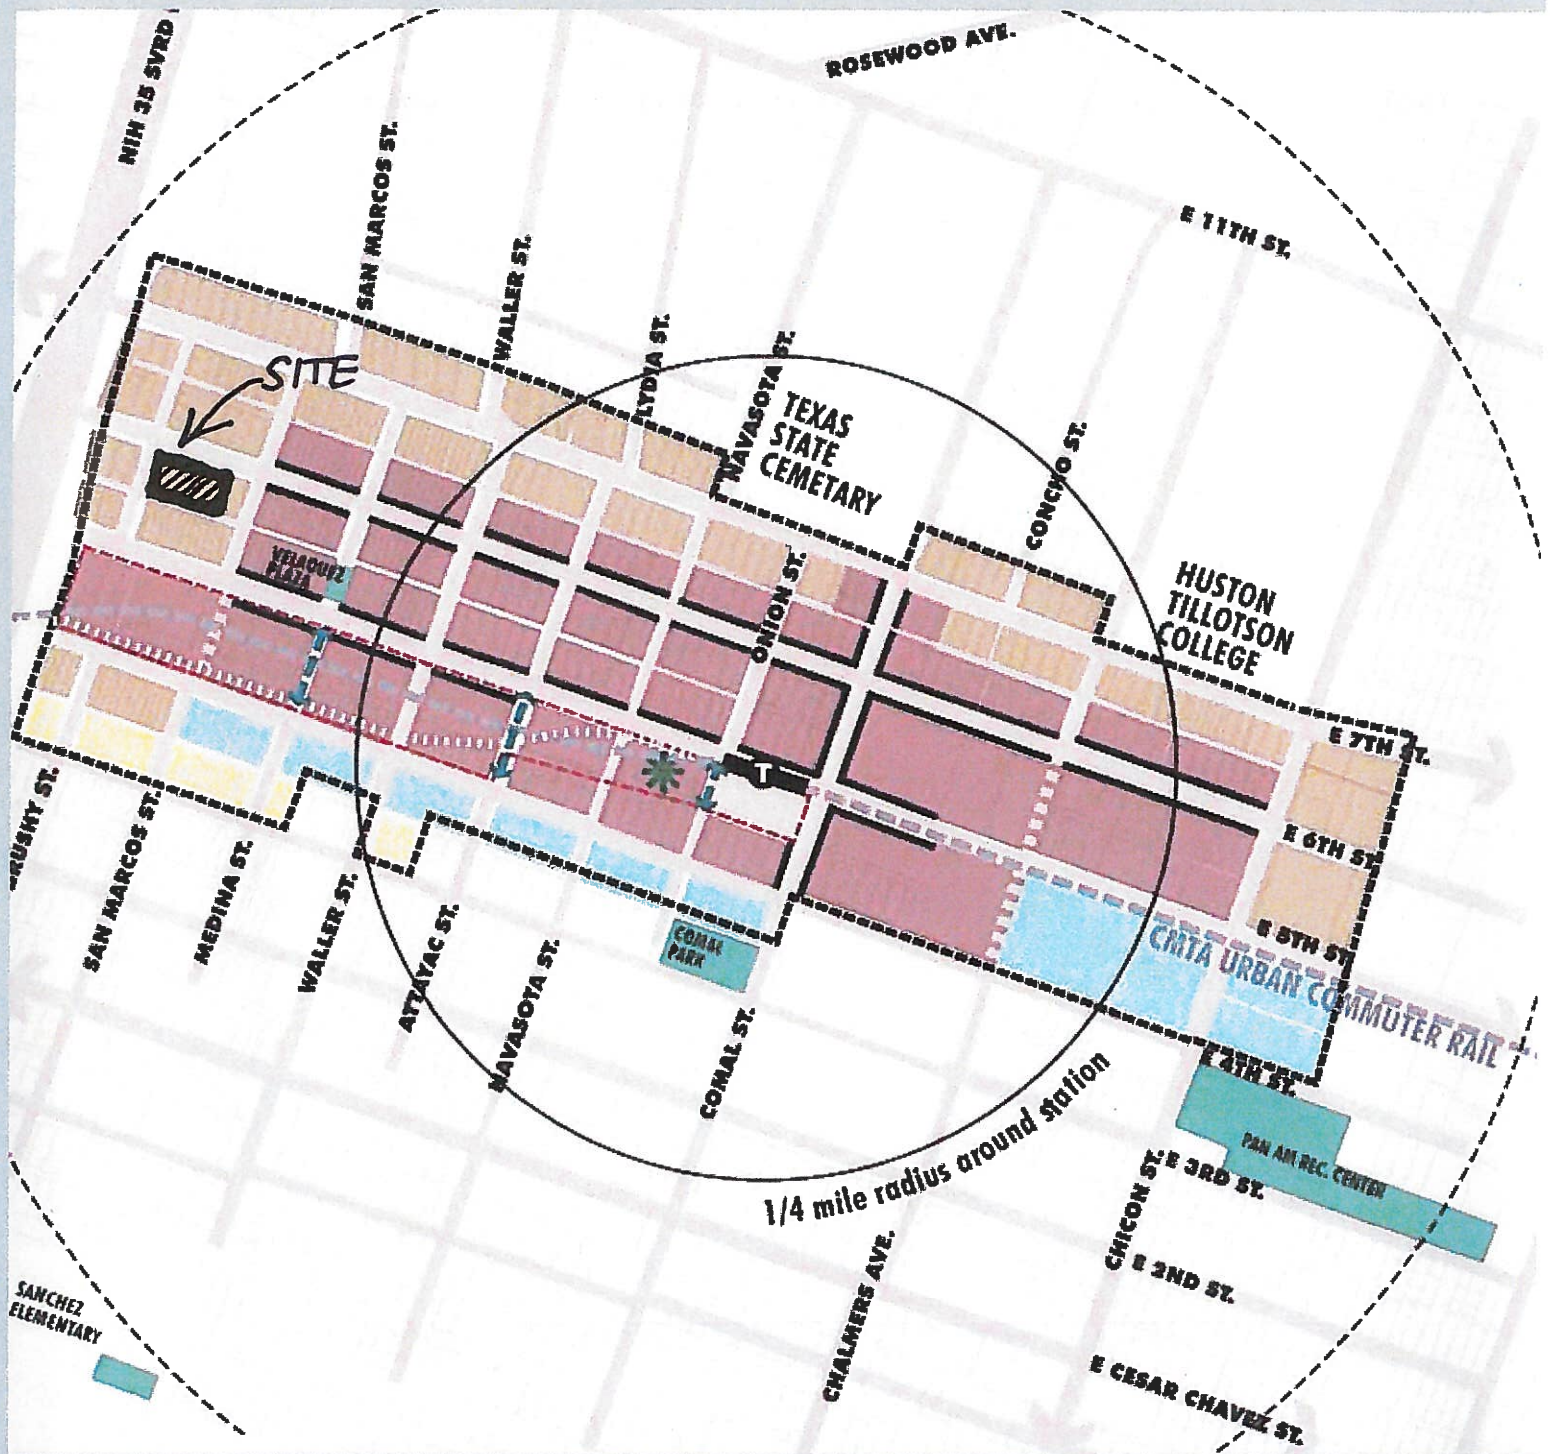 ROSEWOOD AVE.
NIH 35 SVRD
SAN MARCOS ST.
E 11TH ST.
WALLER ST.
LYDIA ST.
NAVASOTA ST.
SITE
TEXAS
STATE
CEMETARY
CONCHO ST.
ONION ST.
HUSTON
TILLOTSON
COLLEGE
VELAQUEZ
PLAZA
E 7TH ST.
T
E 6TH ST.
E 5TH ST.
BRUSHY ST.
SAN MARCOS ST.
MEDINA ST.
WALLER ST.
ATTAYAC ST.
NAVASOTA ST.
COMAL
PARK
COMAL ST.
CMTA URBAN COMMUTER RAIL
E 4TH ST.
1/4 mile radius around station
PAN AM REC. CENTER
E 3RD ST.
CHICON ST.
E 2ND ST.
CHALMERS AVE.
SANCHEZ
ELEMENTARY
E CESAR CHAVEZ ST.